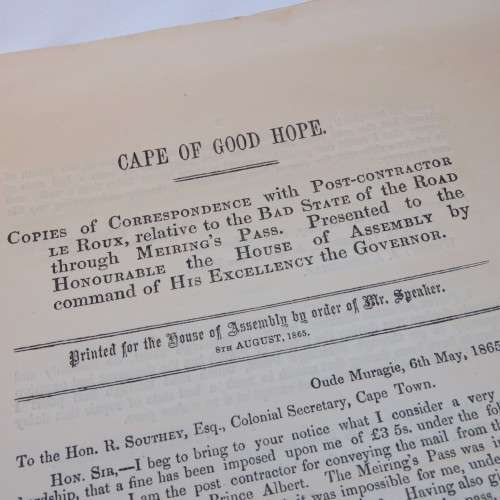 CAPE OF GOOD HOPE.
COPIES of CORRESPONDENCE with POST-CONTRACTOR
LE ROUX, relative to the BAD STATE of the ROAD
through MEIRING'S PASS. Presented to the
HONOURABLE the HOUSE of ASSEMBLY by
command of HIS EXCELLENCY the GOVERNOR.
Printed for the House of Assembly by order of Mr. Speaker.
8TH AUGUST, 1865.
Oude Muragie, 6th May, 1865
To the Hon. R. SOUTHEY, Esq., Colonial Secretary, Cape Town.
HON. SIR,—I beg to bring to your notice what I consider a very
hardship, that a fine has been imposed upon me of £3 5s. under the
I am the post contractor for conveying the mail from the
Prince Albert. The Meiring's Pass was
it was impossible for me, under
Having also